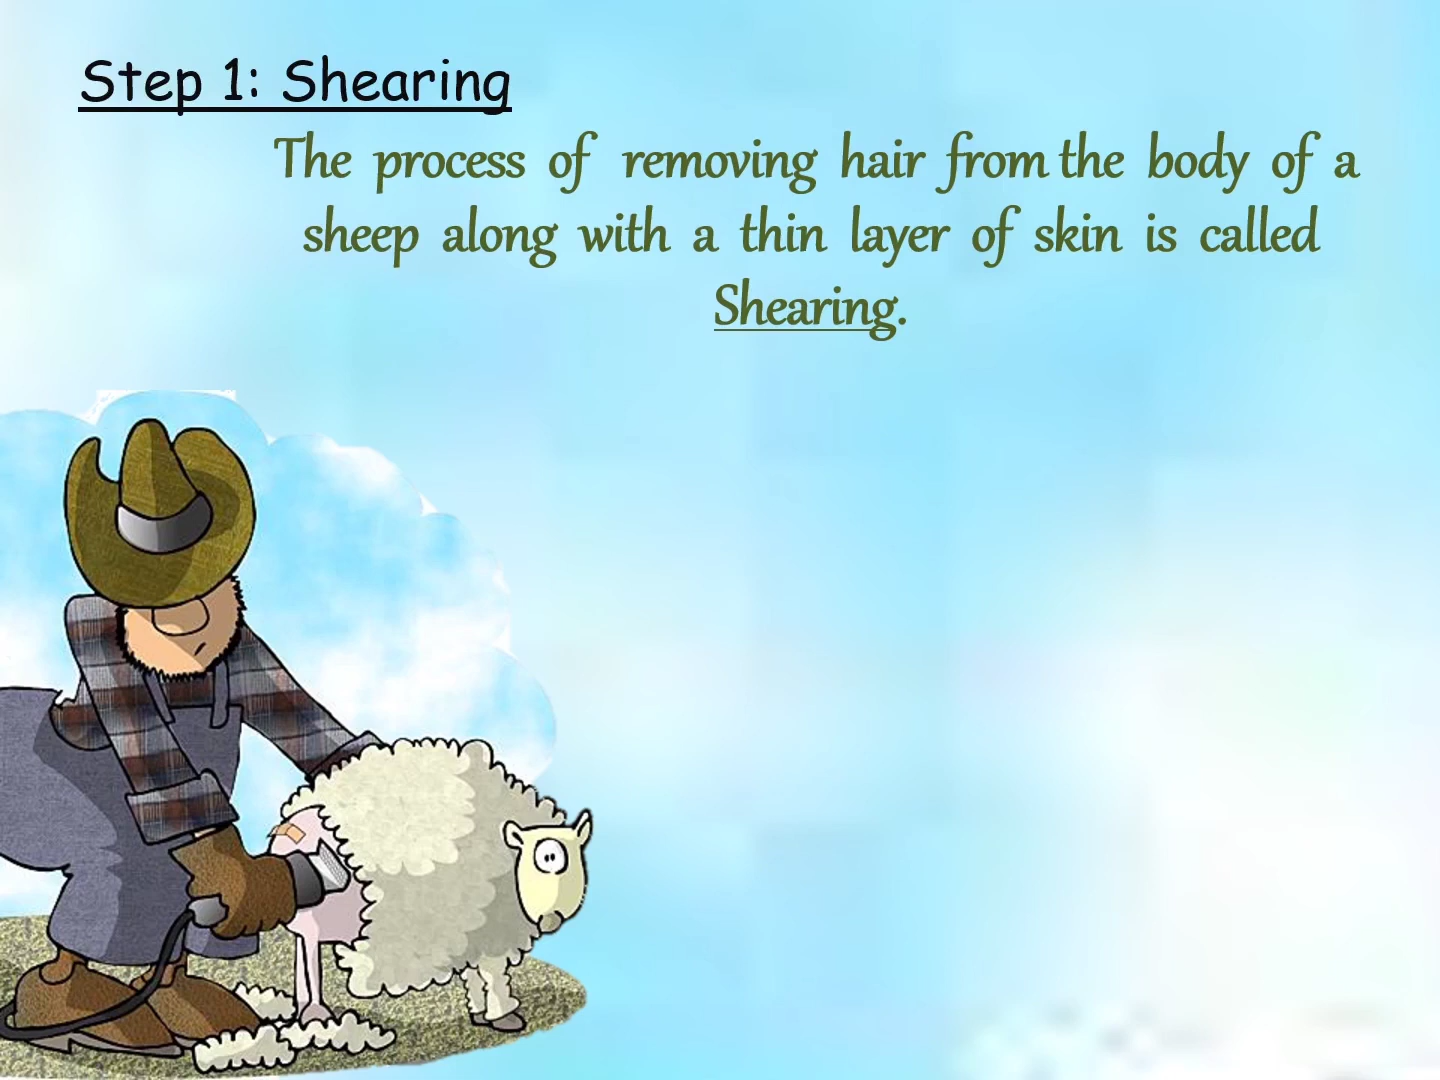 Step 1: Shearing
The process of removing hair from the body of a
sheep along with a thin layer of skin is called
Shearing.